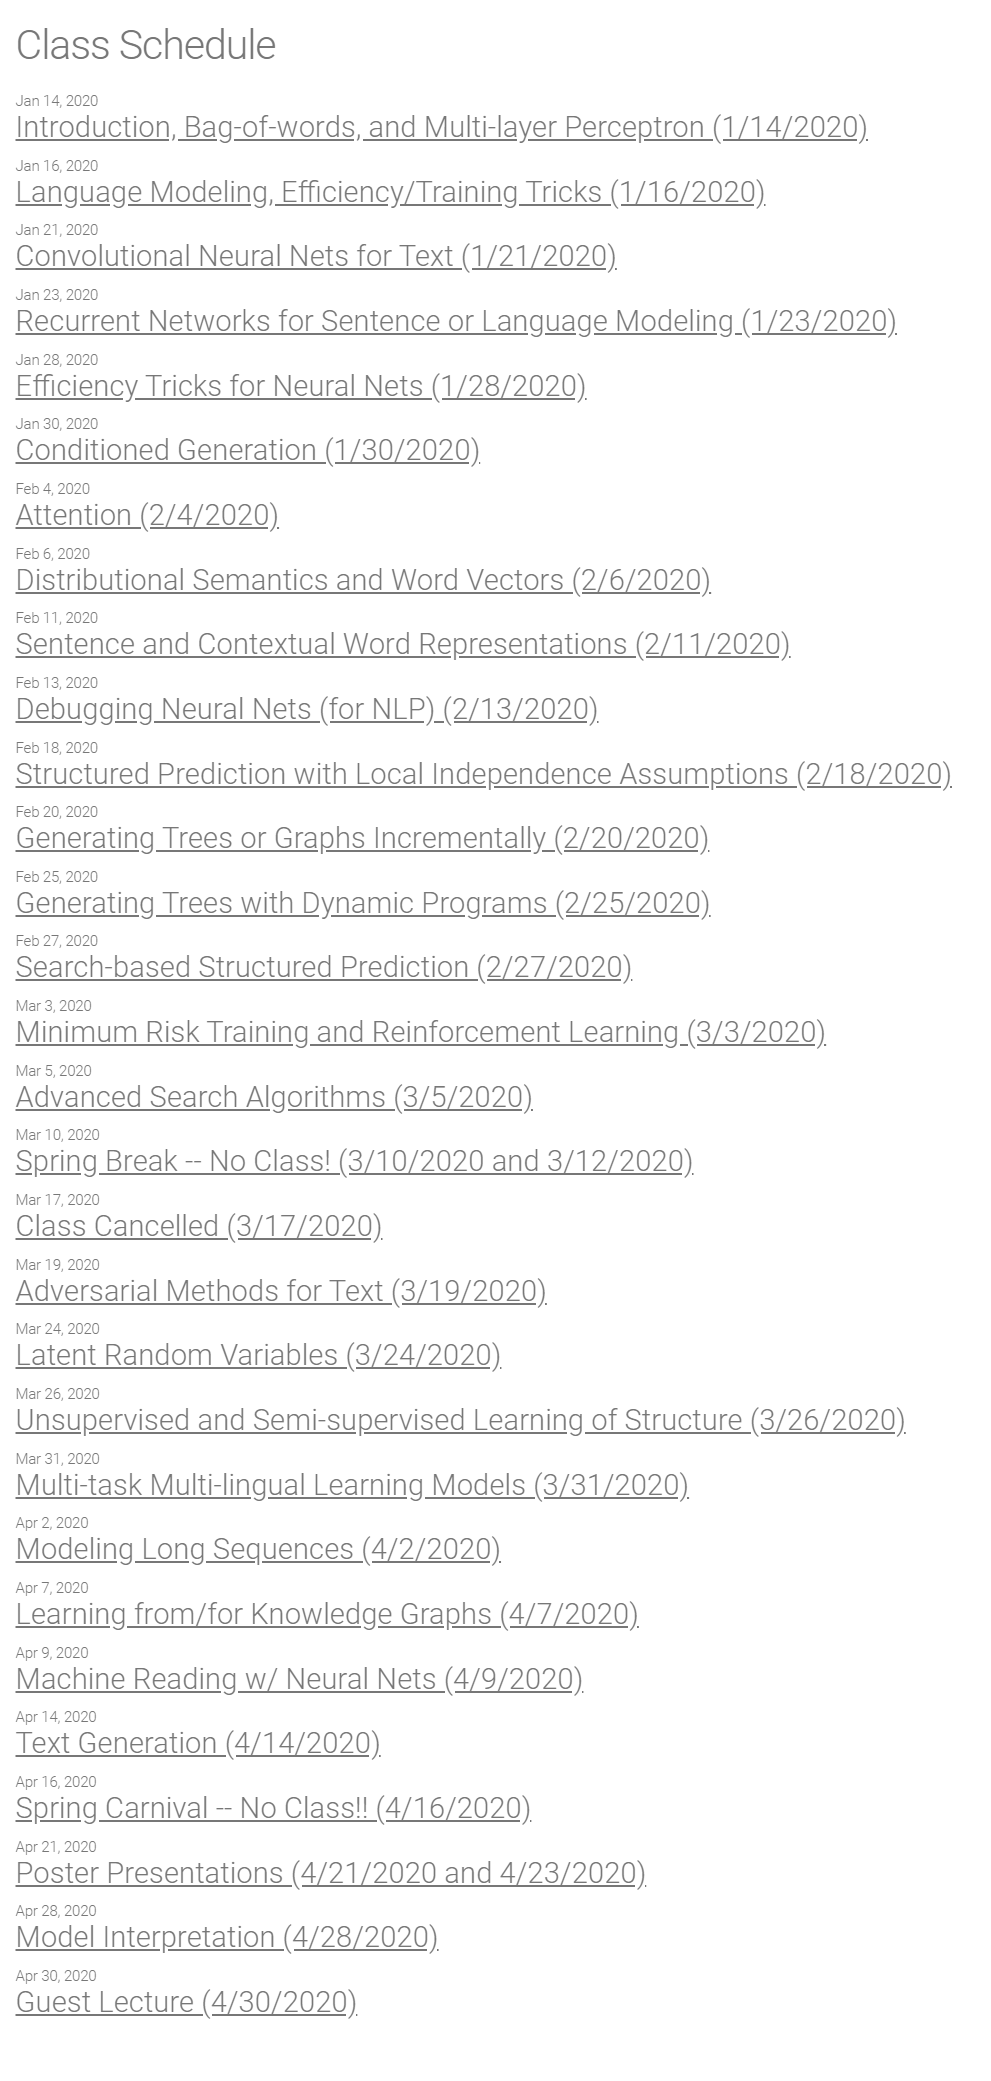 Class Schedule
Jan 14, 2020
Introduction, Bag-of-words, and Multi-layer Perceptron (1/14/2020)
Jan 16, 2020
Language Modeling, Efficiency/Training Tricks (1/16/2020)
Jan 21, 2020
Convolutional Neural Nets for Text (1/21/2020)
Jan 23, 2020
Recurrent Networks for Sentence or Language Modeling (1/23/2020)
Jan 28, 2020
Efficiency Tricks for Neural Nets (1/28/2020)
Jan 30, 2020
Conditioned Generation (1/30/2020)
Feb 4, 2020
Attention (2/4/2020)
Feb 6, 2020
Distributional Semantics and Word Vectors (2/6/2020)
Feb 11, 2020
Sentence and Contextual Word Representations (2/11/2020)
Feb 13, 2020
Debugging Neural Nets (for NLP) (2/13/2020)
Feb 18, 2020
Structured Prediction with Local Independence Assumptions (2/18/2020)
Feb 20, 2020
Generating Trees or Graphs Incrementally (2/20/2020)
Feb 25, 2020
Generating Trees with Dynamic Programs (2/25/2020)
Feb 27, 2020
Search-based Structured Prediction (2/27/2020)
Mar 3, 2020
Minimum Risk Training and Reinforcement Learning (3/3/2020)
Mar 5, 2020
Advanced Search Algorithms (3/5/2020)
Mar 10, 2020
Spring Break -- No Class! (3/10/2020 and 3/12/2020)
Mar 17, 2020
Class Cancelled (3/17/2020)
Mar 19, 2020
Adversarial Methods for Text (3/19/2020)
Mar 24, 2020
Latent Random Variables (3/24/2020)
Mar 26, 2020
Unsupervised and Semi-supervised Learning of Structure (3/26/2020)
Mar 31, 2020
Multi-task Multi-lingual Learning Models (3/31/2020)
Apr 2, 2020
Modeling Long Sequences (4/2/2020)
Apr 7, 2020
Learning from/for Knowledge Graphs (4/7/2020)
Apr 9, 2020
Machine Reading w/ Neural Nets (4/9/2020)
Apr 14, 2020
Text Generation (4/14/2020)
Apr 16, 2020
Spring Carnival -- No Class!! (4/16/2020)
Apr 21, 2020
Poster Presentations (4/21/2020 and 4/23/2020)
Apr 28, 2020
Model Interpretation (4/28/2020)
Apr 30, 2020
Guest Lecture (4/30/2020)